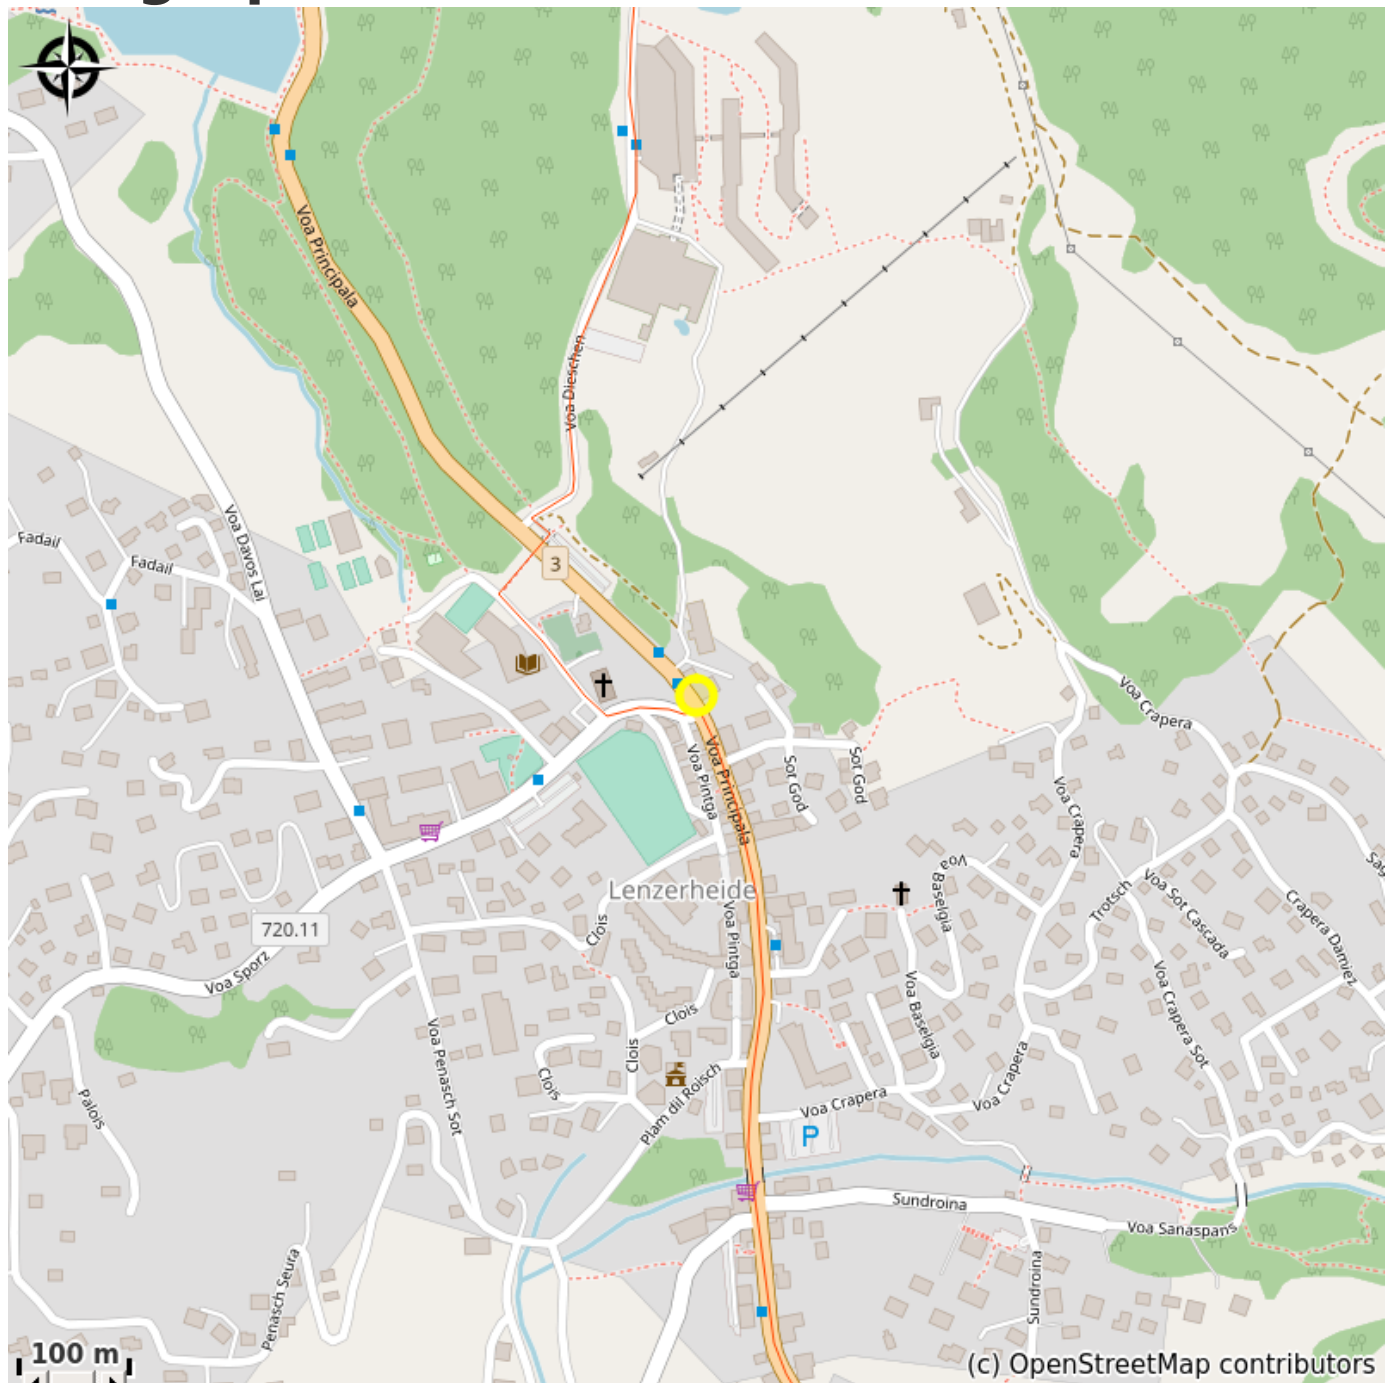 Voa Principala
Voa Dieschen
Voa Davos Lai
Fadail
Fadail
3
Voa Crapera
Voa Principala
Voa Pintga
Sot God
Sot God
Voa Crapera
Voa Baselgia
Trotsch
Voa Sot Cascada
Crapera Damiez
Lenzerheide
Clois
Voa Pintga
720.11
Voa Sporz
Voa Baselgia
Voa Crapera Sot
Clois
Clois
Clois
Voa Penasch Sot
Plam dil Roisch
Voa Crapera
Voa Crapera
Palois
P
Sundroina
Voa Sanaspans
Sundroina
Penasch Seura
100 m
(c) OpenStreetMap contributors